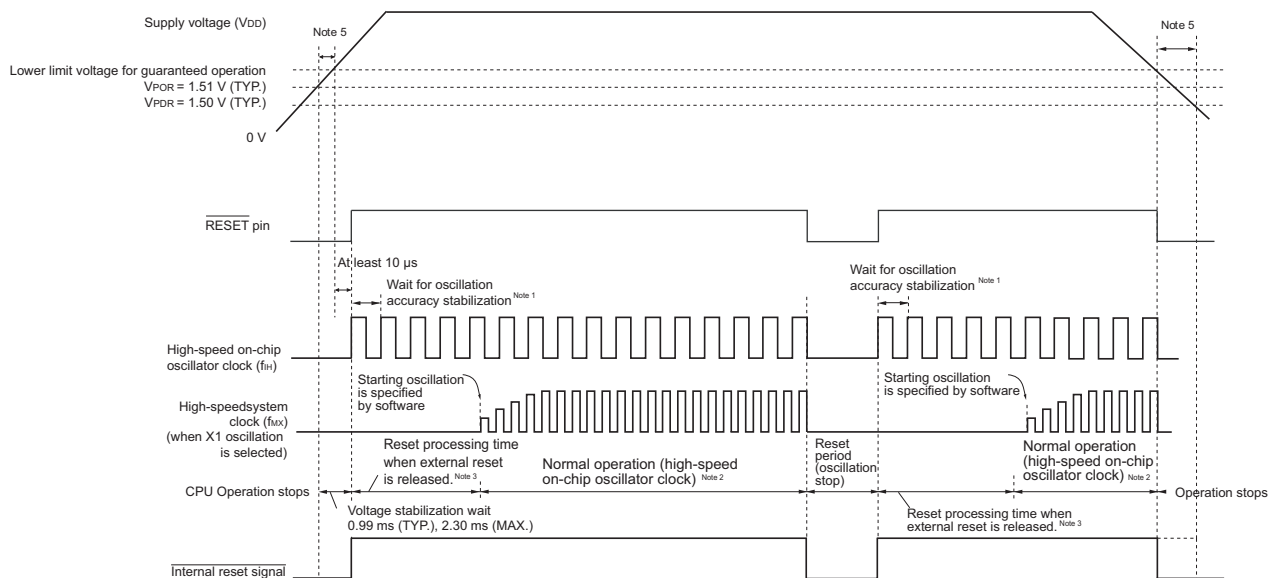 Supply voltage (VDD)
Note 5
Note 5
Lower limit voltage for guaranteed operation
VPOR = 1.51 V (TYP.)
VPDR = 1.50 V (TYP.)
0 V
RESET pin
At least 10 µs
Wait for oscillation
accuracy stabilization Note 1
Wait for oscillation
accuracy stabilization Note 1
High-speed on-chip
oscillator clock (fIH)
Starting oscillation
is specified
by software
Starting oscillation
is specified
by software
High-speedsystem
clock (fMX)
(when X1 oscillation
is selected)
Reset processing time
when external reset
is released. Note 3
Normal operation (high-speed
on-chip oscillator clock) Note 2
Reset
period
(oscillation
stop)
Normal operation
(high-speed on-chip
oscillator clock) Note 2
CPU Operation stops
Operation stops
Voltage stabilization wait
0.99 ms (TYP.), 2.30 ms (MAX.)
Reset processing time when
external reset is released. Note 3
Internal reset signal